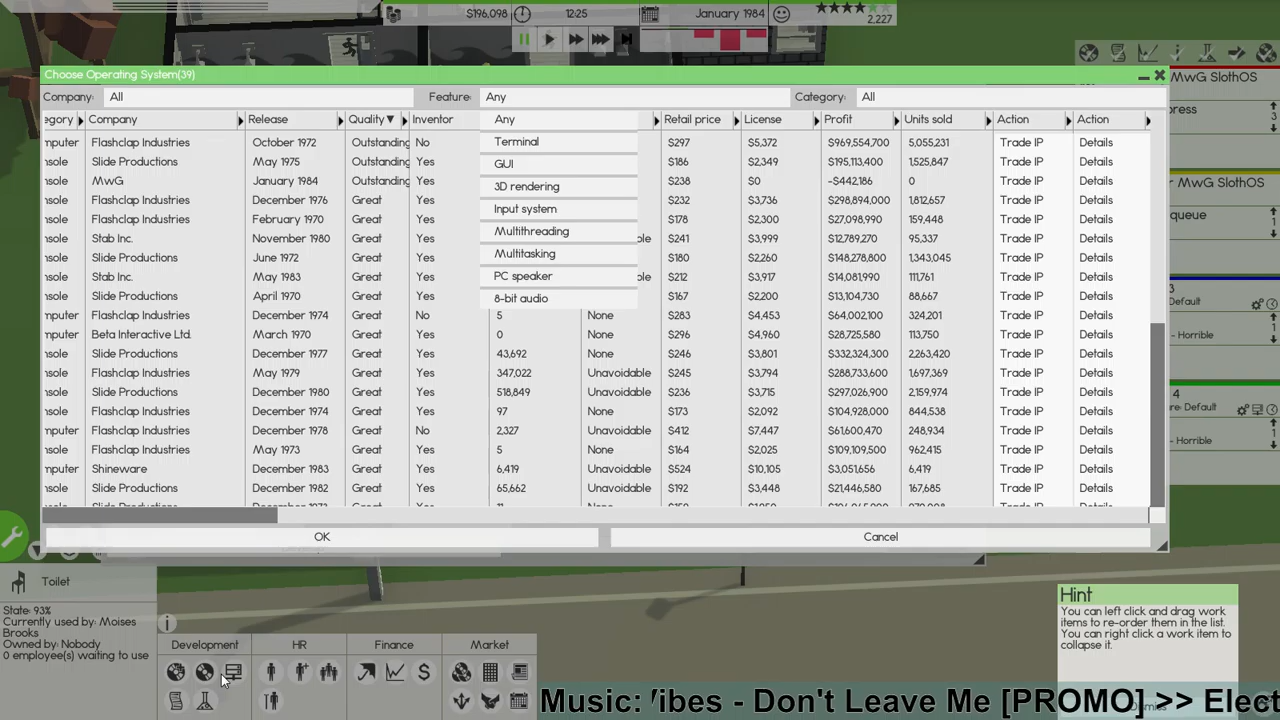 $196,098 12:25 January 1984 2,227
Choose Operating System(39)
Company: All Feature: Any Category: All
Company Release Quality▼ Inventor Retail price License Profit Units sold Action Action
Any
Terminal
GUI
3D rendering
Input system
Multithreading
Multitasking
PC speaker
8-bit audio
mputer Flashclap Industries October 1972 Outstanding No $297 $5,372 $969,554,700 5,055,231 Trade IP Details
nsole Slide Productions May 1975 Outstanding Yes $186 $2,349 $195,113,400 1,525,847 Trade IP Details
nsole MwG January 1984 Outstanding Yes $238 $0 -$442,186 0 Trade IP Details
nsole Flashclap Industries December 1976 Great Yes $232 $3,736 $298,894,000 1,812,657 Trade IP Details
nsole Flashclap Industries February 1970 Great Yes $178 $2,300 $27,098,990 159,448 Trade IP Details
nsole Stab Inc. November 1980 Great Yes $241 $3,999 $12,789,270 95,337 Trade IP Details
nsole Slide Productions June 1972 Great Yes $180 $2,260 $148,278,800 1,343,045 Trade IP Details
nsole Stab Inc. May 1983 Great Yes $212 $3,917 $14,081,990 111,761 Trade IP Details
nsole Slide Productions April 1970 Great Yes $167 $2,200 $13,104,730 88,667 Trade IP Details
mputer Flashclap Industries December 1974 Great No 5 None $283 $4,453 $64,002,100 324,201 Trade IP Details
mputer Beta Interactive Ltd. March 1970 Great Yes 0 None $296 $4,960 $28,725,580 113,750 Trade IP Details
nsole Slide Productions December 1977 Great Yes 43,692 None $246 $3,801 $332,324,300 2,263,420 Trade IP Details
nsole Flashclap Industries May 1979 Great Yes 347,022 Unavoidable $245 $3,794 $288,733,600 1,697,369 Trade IP Details
nsole Slide Productions December 1980 Great Yes 518,849 Unavoidable $236 $3,715 $297,026,900 2,159,974 Trade IP Details
nsole Flashclap Industries December 1974 Great Yes 97 None $173 $2,092 $104,928,000 844,538 Trade IP Details
mputer Flashclap Industries December 1978 Great No 2,327 Unavoidable $412 $7,447 $61,600,470 248,934 Trade IP Details
nsole Flashclap Industries May 1973 Great Yes 5 None $164 $2,025 $109,109,500 962,415 Trade IP Details
mputer Shineware December 1983 Great Yes 6,419 Unavoidable $524 $10,105 $3,051,656 6,419 Trade IP Details
nsole Slide Productions December 1982 Great Yes 65,662 Unavoidable $192 $3,448 $21,446,580 167,685 Trade IP Details
OK Cancel
MwG SlothOS
press
3
MwG SlothOS
queue
1
3
Default
1
- Horrible
4
re: Default
1
- Horrible
Toilet
State: 93%
Currently used by: Moises
Brooks
Owned by: Nobody
0 employee(s) waiting to use
Development HR Finance Market
Hint
You can left click and drag work
items to re-order them in the list.
You can right click a work item to
collapse it.
Music: Vibes - Don't Leave Me [PROMO] >> Elect